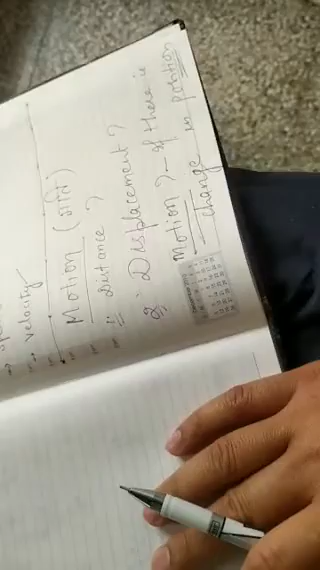 → velocity
Motion (गति)
1. Distance ?
2. Displacement ?
Motion ? - If there is
change in position